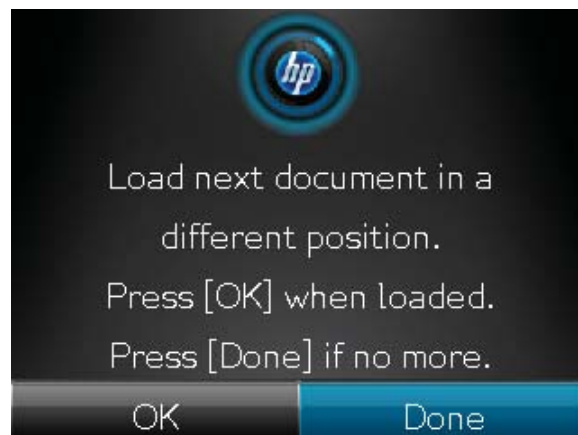 hp
Load next document in a
different position.
Press [OK] when loaded.
Press [Done] if no more.
OK Done